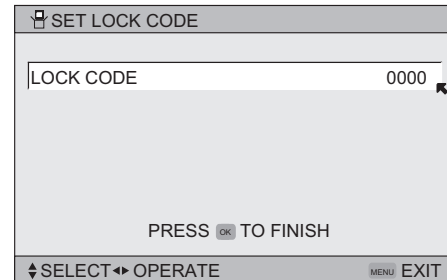 SET LOCK CODE
LOCK CODE 0000
PRESS OK TO FINISH
SELECT OPERATE MENU EXIT